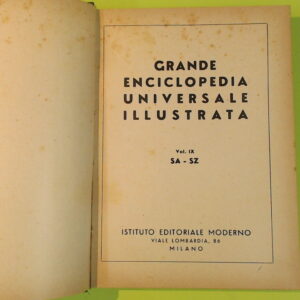 GRANDE
ENCICLOPEDIA
UNIVERSALE
ILLUSTRATA
Vol. IX
SA - SZ
ISTITUTO EDITORIALE MODERNO
VIALE LOMBARDIA, 86
MILANO